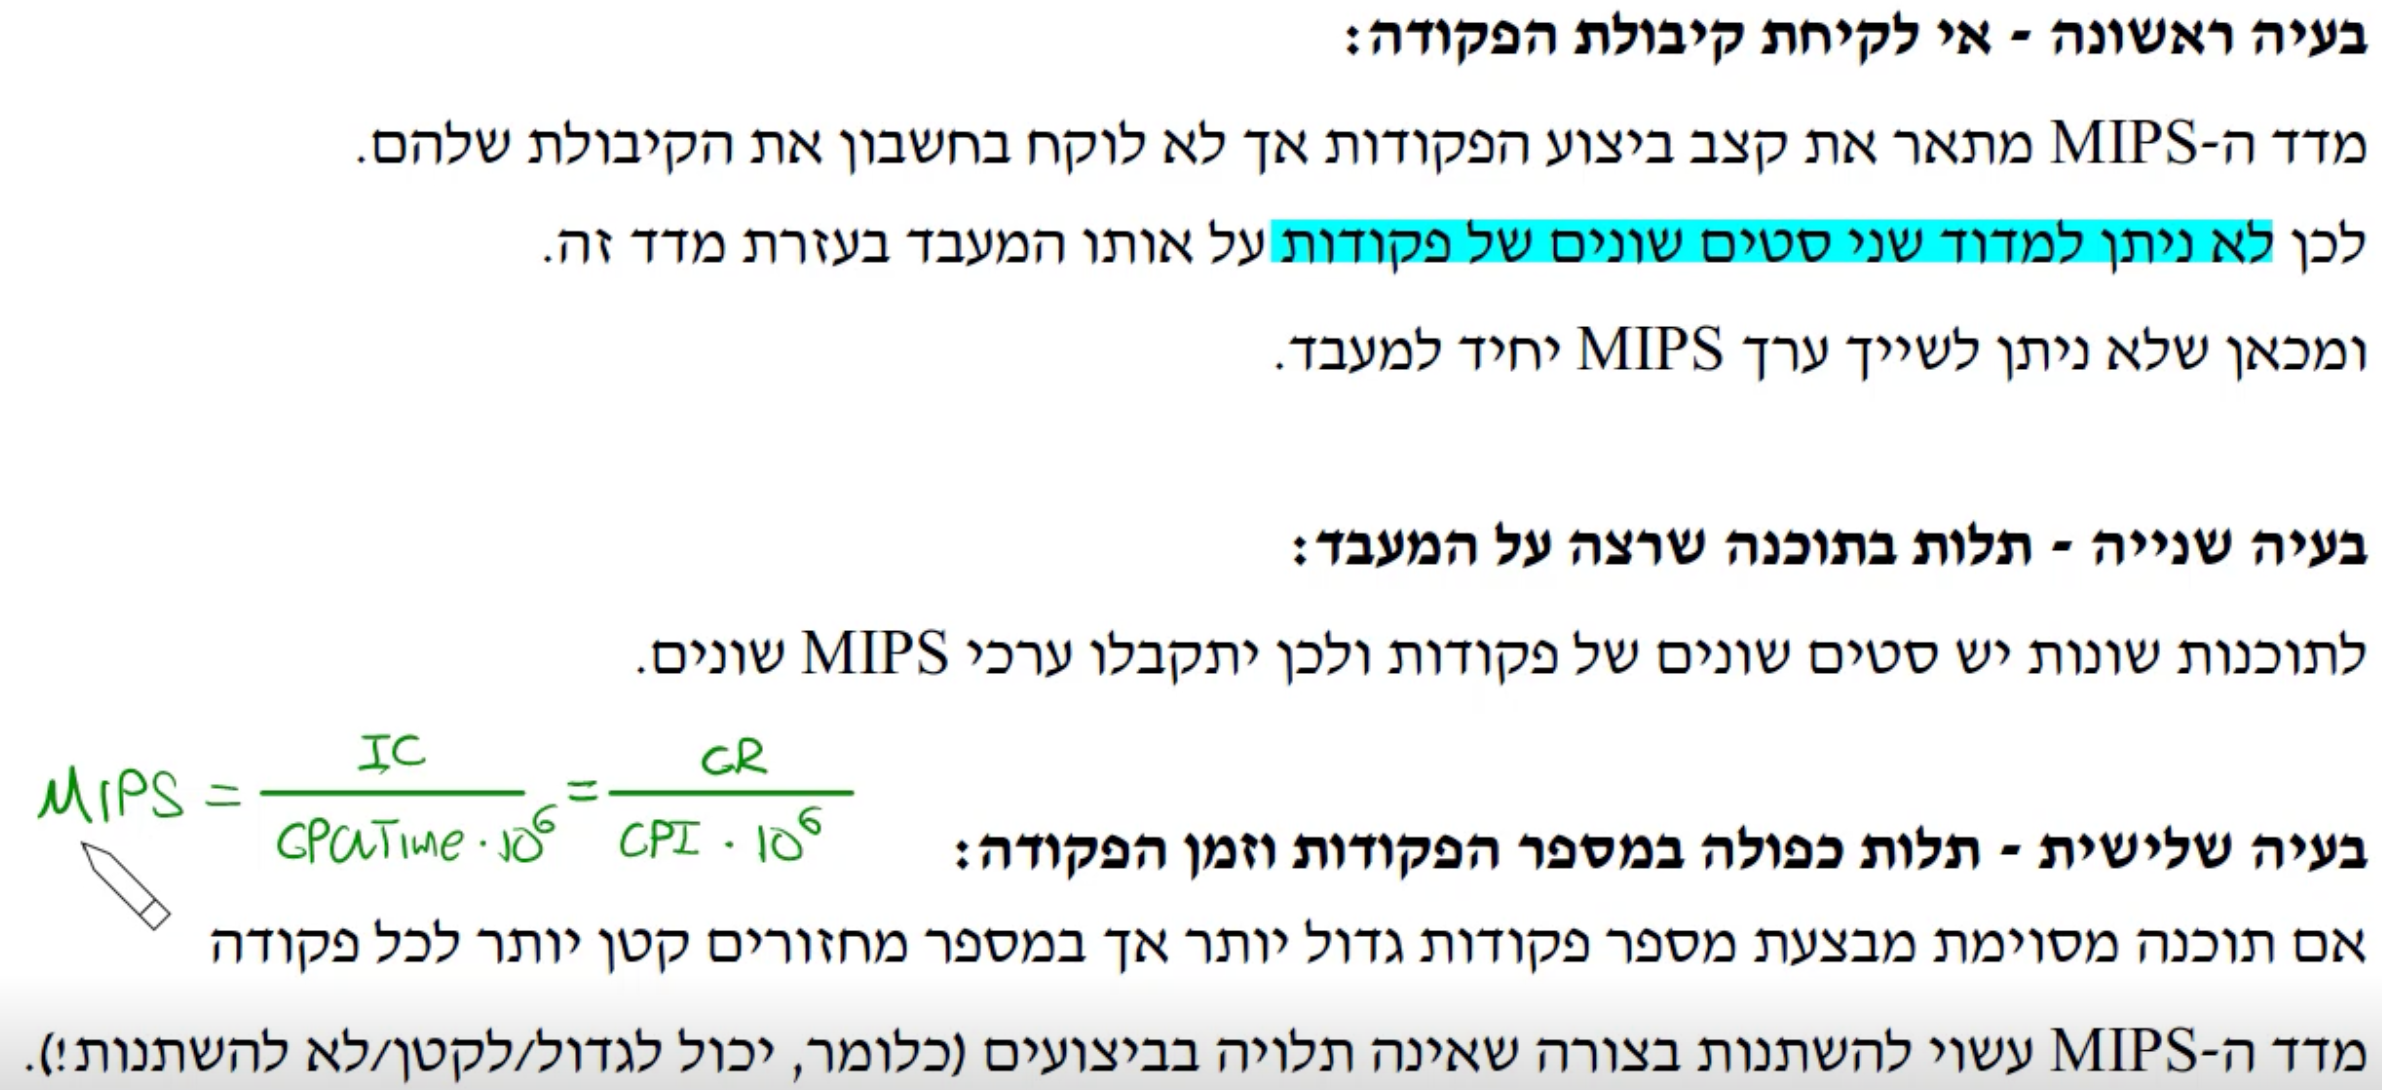 בעיה ראשונה - אי לקיחת קיבולת הפקודה:
מדד ה-MIPS מתאר את קצב ביצוע הפקודות אך לא לוקח בחשבון את הקיבולת שלהם.
לכן לא ניתן למדוד שני סטים שונים של פקודות על אותו המעבד בעזרת מדד זה.
ומכאן שלא ניתן לשייך ערך MIPS יחיד למעבד.
בעיה שנייה - תלות בתוכנה שרצה על המעבד:
לתוכנות שונות יש סטים שונים של פקודות ולכן יתקבלו ערכי MIPS שונים.
MIPS = IC / CPUTime · 10^6 = CR / CPI · 10^6
בעיה שלישית - תלות כפולה במספר הפקודות וזמן הפקודה:
אם תוכנה מסוימת מבצעת מספר פקודות גדול יותר אך במספר מחזורים קטן יותר לכל פקודה
מדד ה-MIPS עשוי להשתנות בצורה שאינה תלויה בביצועים (כלומר, יכול לגדול/לקטן/לא להשתנות!).